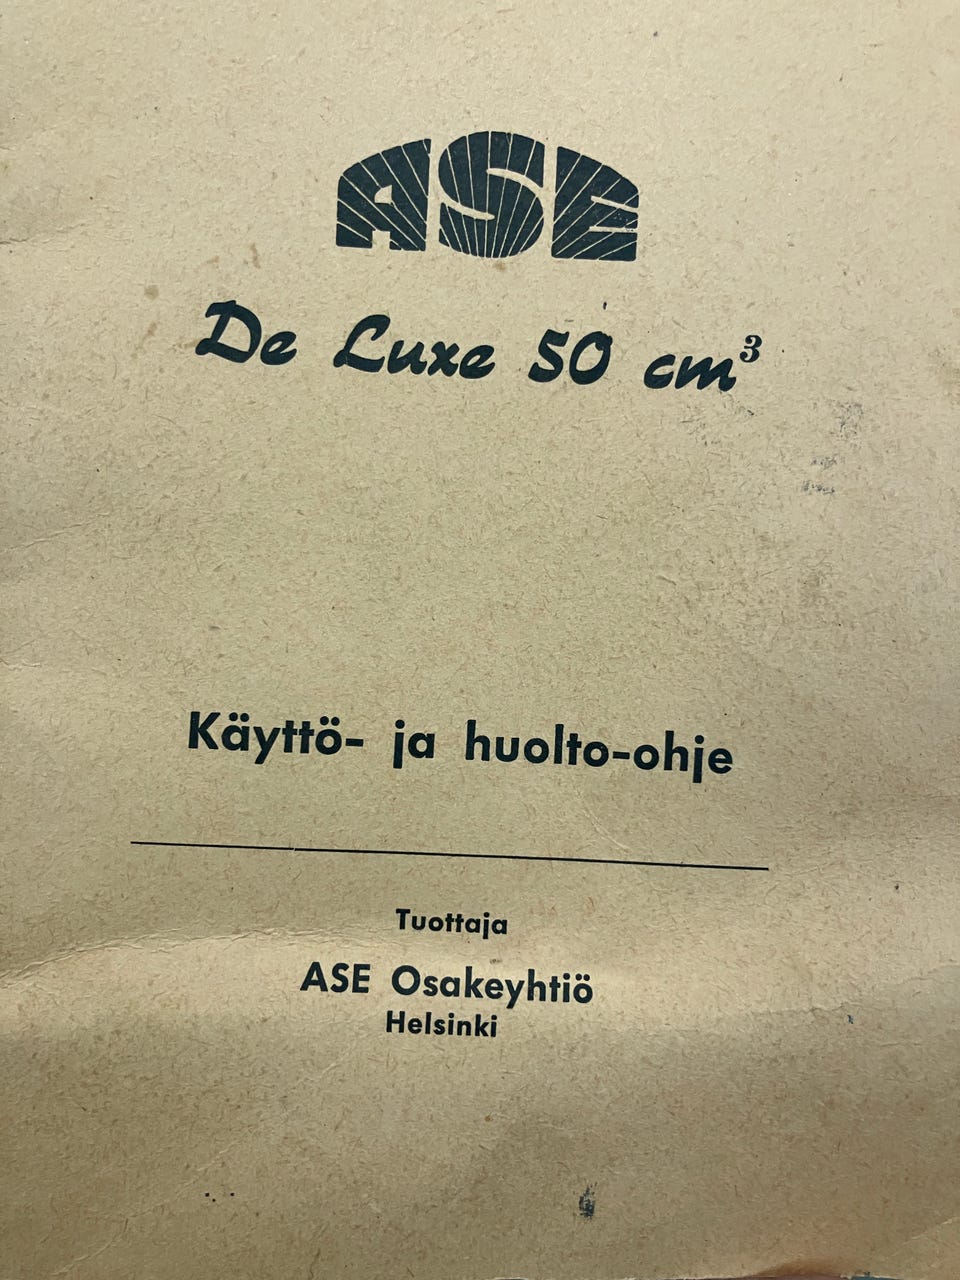 ASE
De Luxe 50 cm³
Käyttö- ja huolto-ohje
Tuottaja
ASE Osakeyhtiö
Helsinki